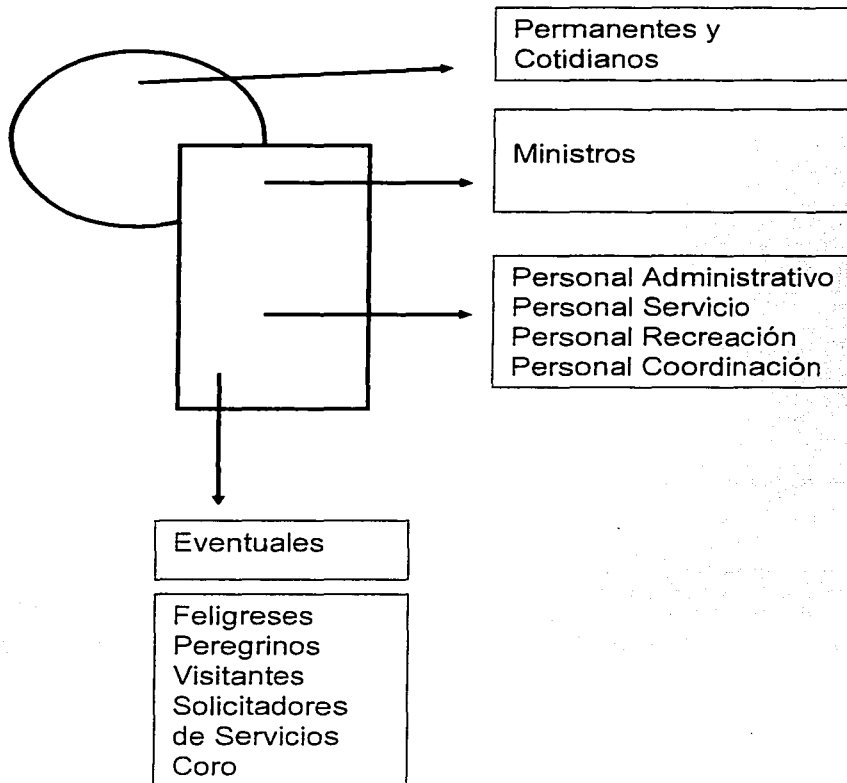 Permanentes y
Cotidianos
Ministros
Personal Administrativo
Personal Servicio
Personal Recreación
Personal Coordinación
Eventuales
Feligreses
Peregrinos
Visitantes
Solicitadores
de Servicios
Coro